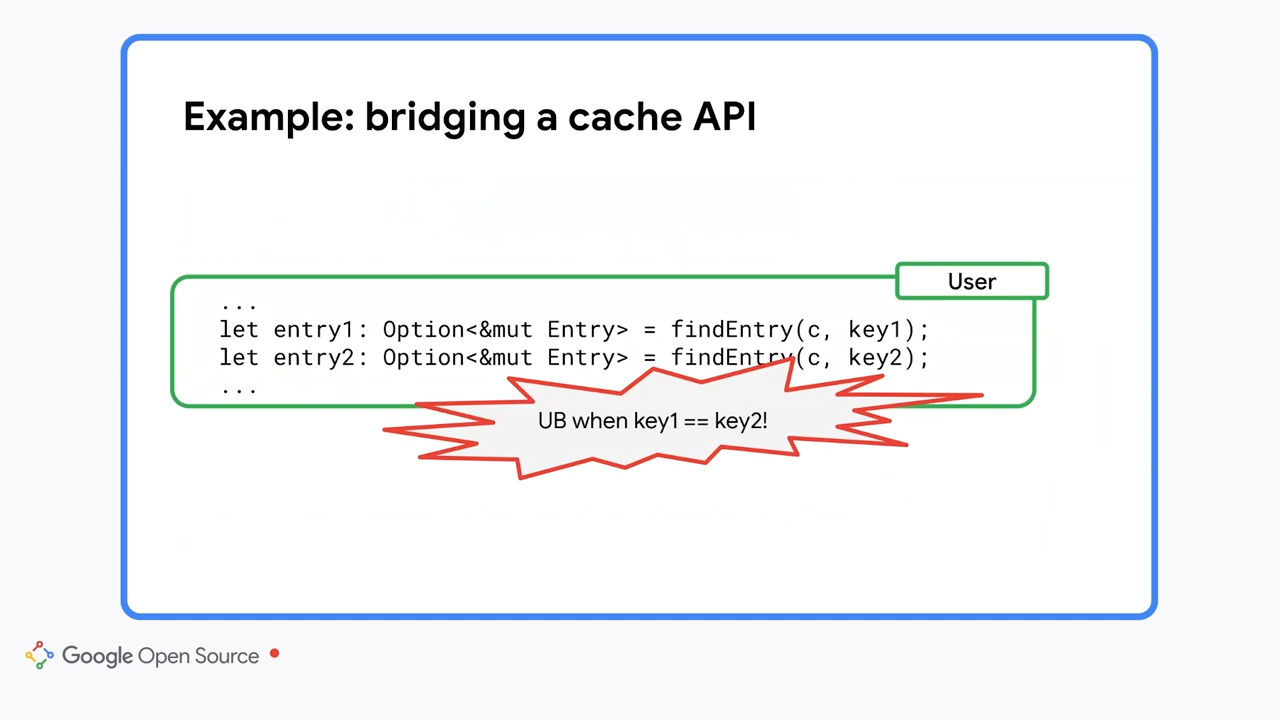 Example: bridging a cache API
User
...
let entry1: Option<&mut Entry> = findEntry(c, key1);
let entry2: Option<&mut Entry> = findEntry(c, key2);
...
UB when key1 == key2!
Google Open Source